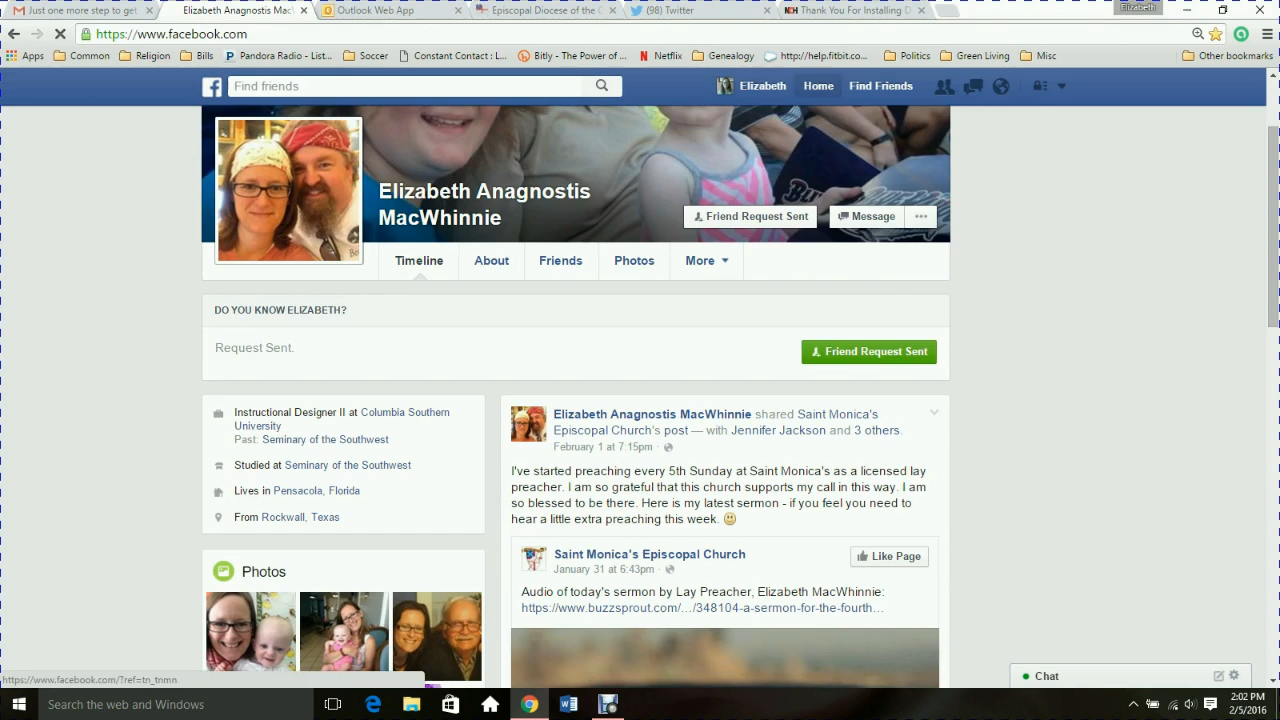 Just one more step to get
Elizabeth Anagnostis Mac
Outlook Web App
Episcopal Diocese of the C
(98) Twitter
Thank You For Installing D
Elizabeth
https://www.facebook.com
Apps
Common
Religion
Bills
Pandora Radio - List...
Soccer
Constant Contact : L...
Bitly - The Power of ...
Netflix
Genealogy
http://help.fitbit.co...
Politics
Green Living
Misc
Other bookmarks
Find friends
Elizabeth
Home
Find Friends
Elizabeth Anagnostis
MacWhinnie
Friend Request Sent
Message
Timeline
About
Friends
Photos
More
DO YOU KNOW ELIZABETH?
Request Sent.
Friend Request Sent
Instructional Designer II at Columbia Southern
University
Past: Seminary of the Southwest
Studied at Seminary of the Southwest
Lives in Pensacola, Florida
From Rockwall, Texas
Photos
Elizabeth Anagnostis MacWhinnie shared Saint Monica's
Episcopal Church's post — with Jennifer Jackson and 3 others.
February 1 at 7:15pm ·
I've started preaching every 5th Sunday at Saint Monica's as a licensed lay
preacher. I am so grateful that this church supports my call in this way. I am
so blessed to be there. Here is my latest sermon - if you feel you need to
hear a little extra preaching this week.
Saint Monica's Episcopal Church
Like Page
January 31 at 6:43pm ·
Audio of today's sermon by Lay Preacher, Elizabeth MacWhinnie:
https://www.buzzsprout.com/.../348104-a-sermon-for-the-fourth...
https://www.facebook.com/?ref=tn_tnmn
Chat
Search the web and Windows
2:02 PM
2/5/2016